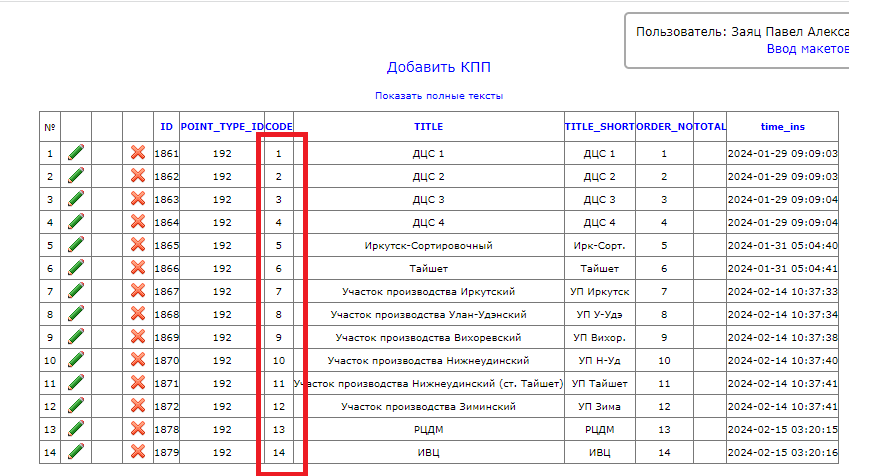 Пользователь: Заяц Павел Алекса
Ввод макетов
Добавить КПП
Показать полные тексты
№ ID POINT_TYPE_ID CODE TITLE TITLE_SHORT ORDER_NO TOTAL time_ins
1 1861 192 1 ДЦС 1 ДЦС 1 1 2024-01-29 09:09:03
2 1862 192 2 ДЦС 2 ДЦС 2 2 2024-01-29 09:09:03
3 1863 192 3 ДЦС 3 ДЦС 3 3 2024-01-29 09:09:04
4 1864 192 4 ДЦС 4 ДЦС 4 4 2024-01-29 09:09:04
5 1865 192 5 Иркутск-Сортировочный Ирк-Сорт. 5 2024-01-31 05:04:40
6 1866 192 6 Тайшет Тайшет 6 2024-01-31 05:04:41
7 1867 192 7 Участок производства Иркутский УП Иркутск 7 2024-02-14 10:37:33
8 1868 192 8 Участок производства Улан-Удэнский УП У-Удэ 8 2024-02-14 10:37:34
9 1869 192 9 Участок производства Вихоревский УП Вихор. 9 2024-02-14 10:37:38
10 1870 192 10 Участок производства Нижнеудинский УП Н-Уд 10 2024-02-14 10:37:40
11 1871 192 11 Участок производства Нижнеудинский (ст. Тайшет) УП Тайшет 11 2024-02-14 10:37:41
12 1872 192 12 Участок производства Зиминский УП Зима 12 2024-02-14 10:37:41
13 1878 192 13 РЦДМ РЦДМ 13 2024-02-15 03:20:15
14 1879 192 14 ИВЦ ИВЦ 14 2024-02-15 03:20:16